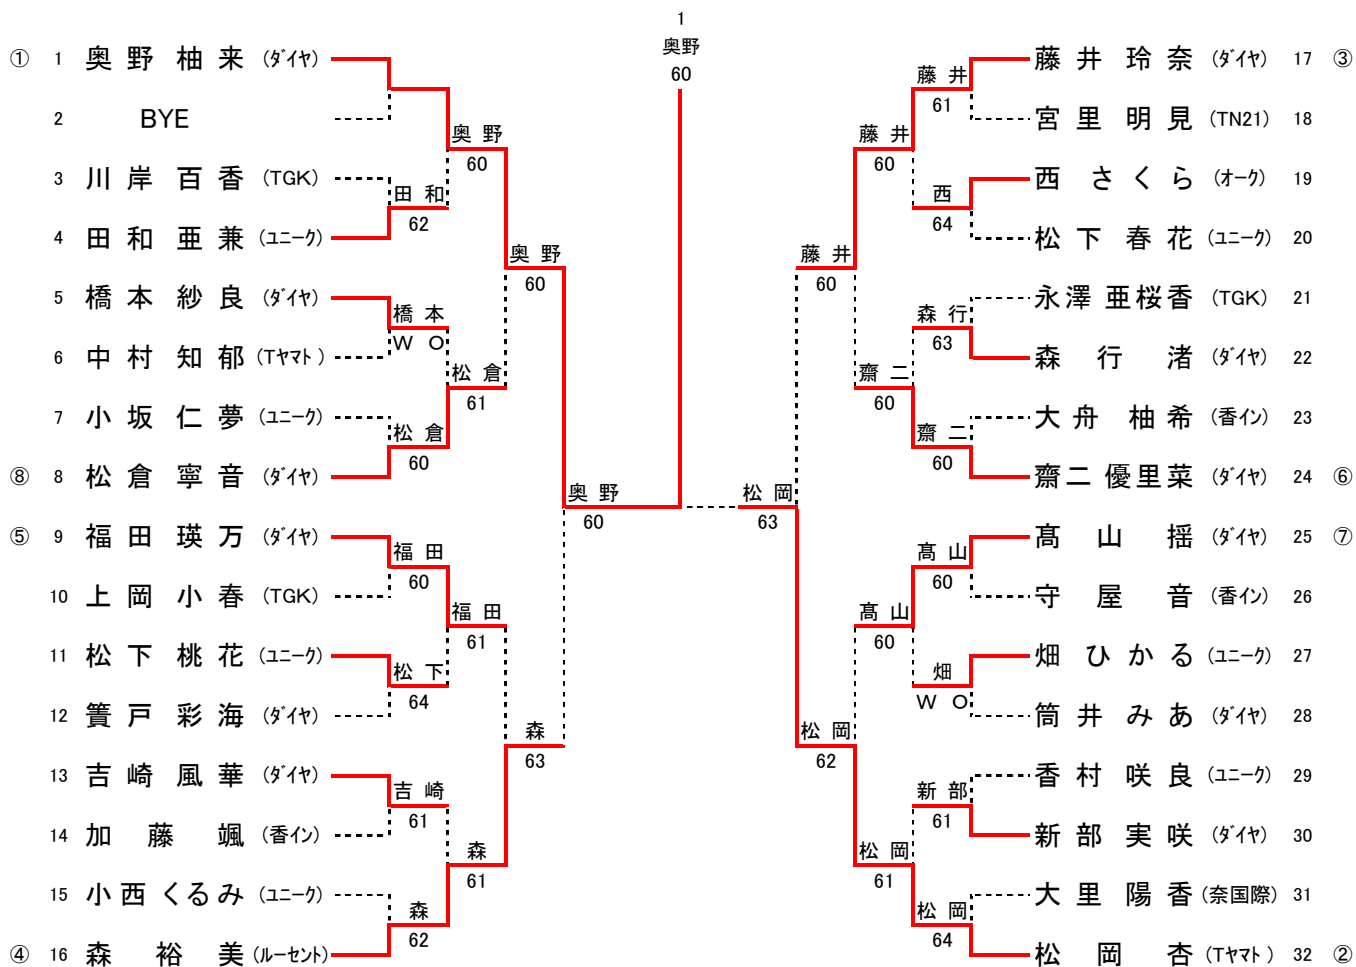 1
奥野
60
① 1 奥野 柚来 (ダイヤ)
2 BYE
3 川岸 百香 (TGK)
4 田和 亜兼 (ユニーク)
5 橋本 紗良 (ダイヤ)
6 中村 知郁 (Tヤマト)
7 小坂 仁夢 (ユニーク)
⑧ 8 松倉 寧音 (ダイヤ)
⑤ 9 福田 瑛万 (ダイヤ)
10 上岡 小春 (TGK)
11 松下 桃花 (ユニーク)
12 簀戸 彩海 (ダイヤ)
13 吉崎 風華 (ダイヤ)
14 加藤 颯 (香イン)
15 小西 くるみ (ユニーク)
④ 16 森 裕美 (ルーセント)
田和
62
橋本
WO
松倉
60
福田
60
松下
64
吉崎
61
森
62
奥野
60
松倉
61
福田
61
森
61
奥野
60
森
63
奥野
60
松岡
63
藤井
60
松岡
62
藤井
60
齋二
60
髙山
60
松岡
61
藤井
61
西
64
森行
63
齋二
60
髙山
60
畑
WO
新部
61
松岡
64
藤井 玲奈 (ダイヤ) 17 ③
宮里 明見 (TN21) 18
西 さくら (オーク) 19
松下 春花 (ユニーク) 20
永澤 亜桜香 (TGK) 21
森行 渚 (ダイヤ) 22
大舟 柚希 (香イン) 23
齋二 優里菜 (ダイヤ) 24 ⑥
髙山 揺 (ダイヤ) 25 ⑦
守屋 音 (香イン) 26
畑 ひかる (ユニーク) 27
筒井 みあ (ダイヤ) 28
香村 咲良 (ユニーク) 29
新部 実咲 (ダイヤ) 30
大里 陽香 (奈国際) 31
松岡 杏 (Tヤマト) 32 ②